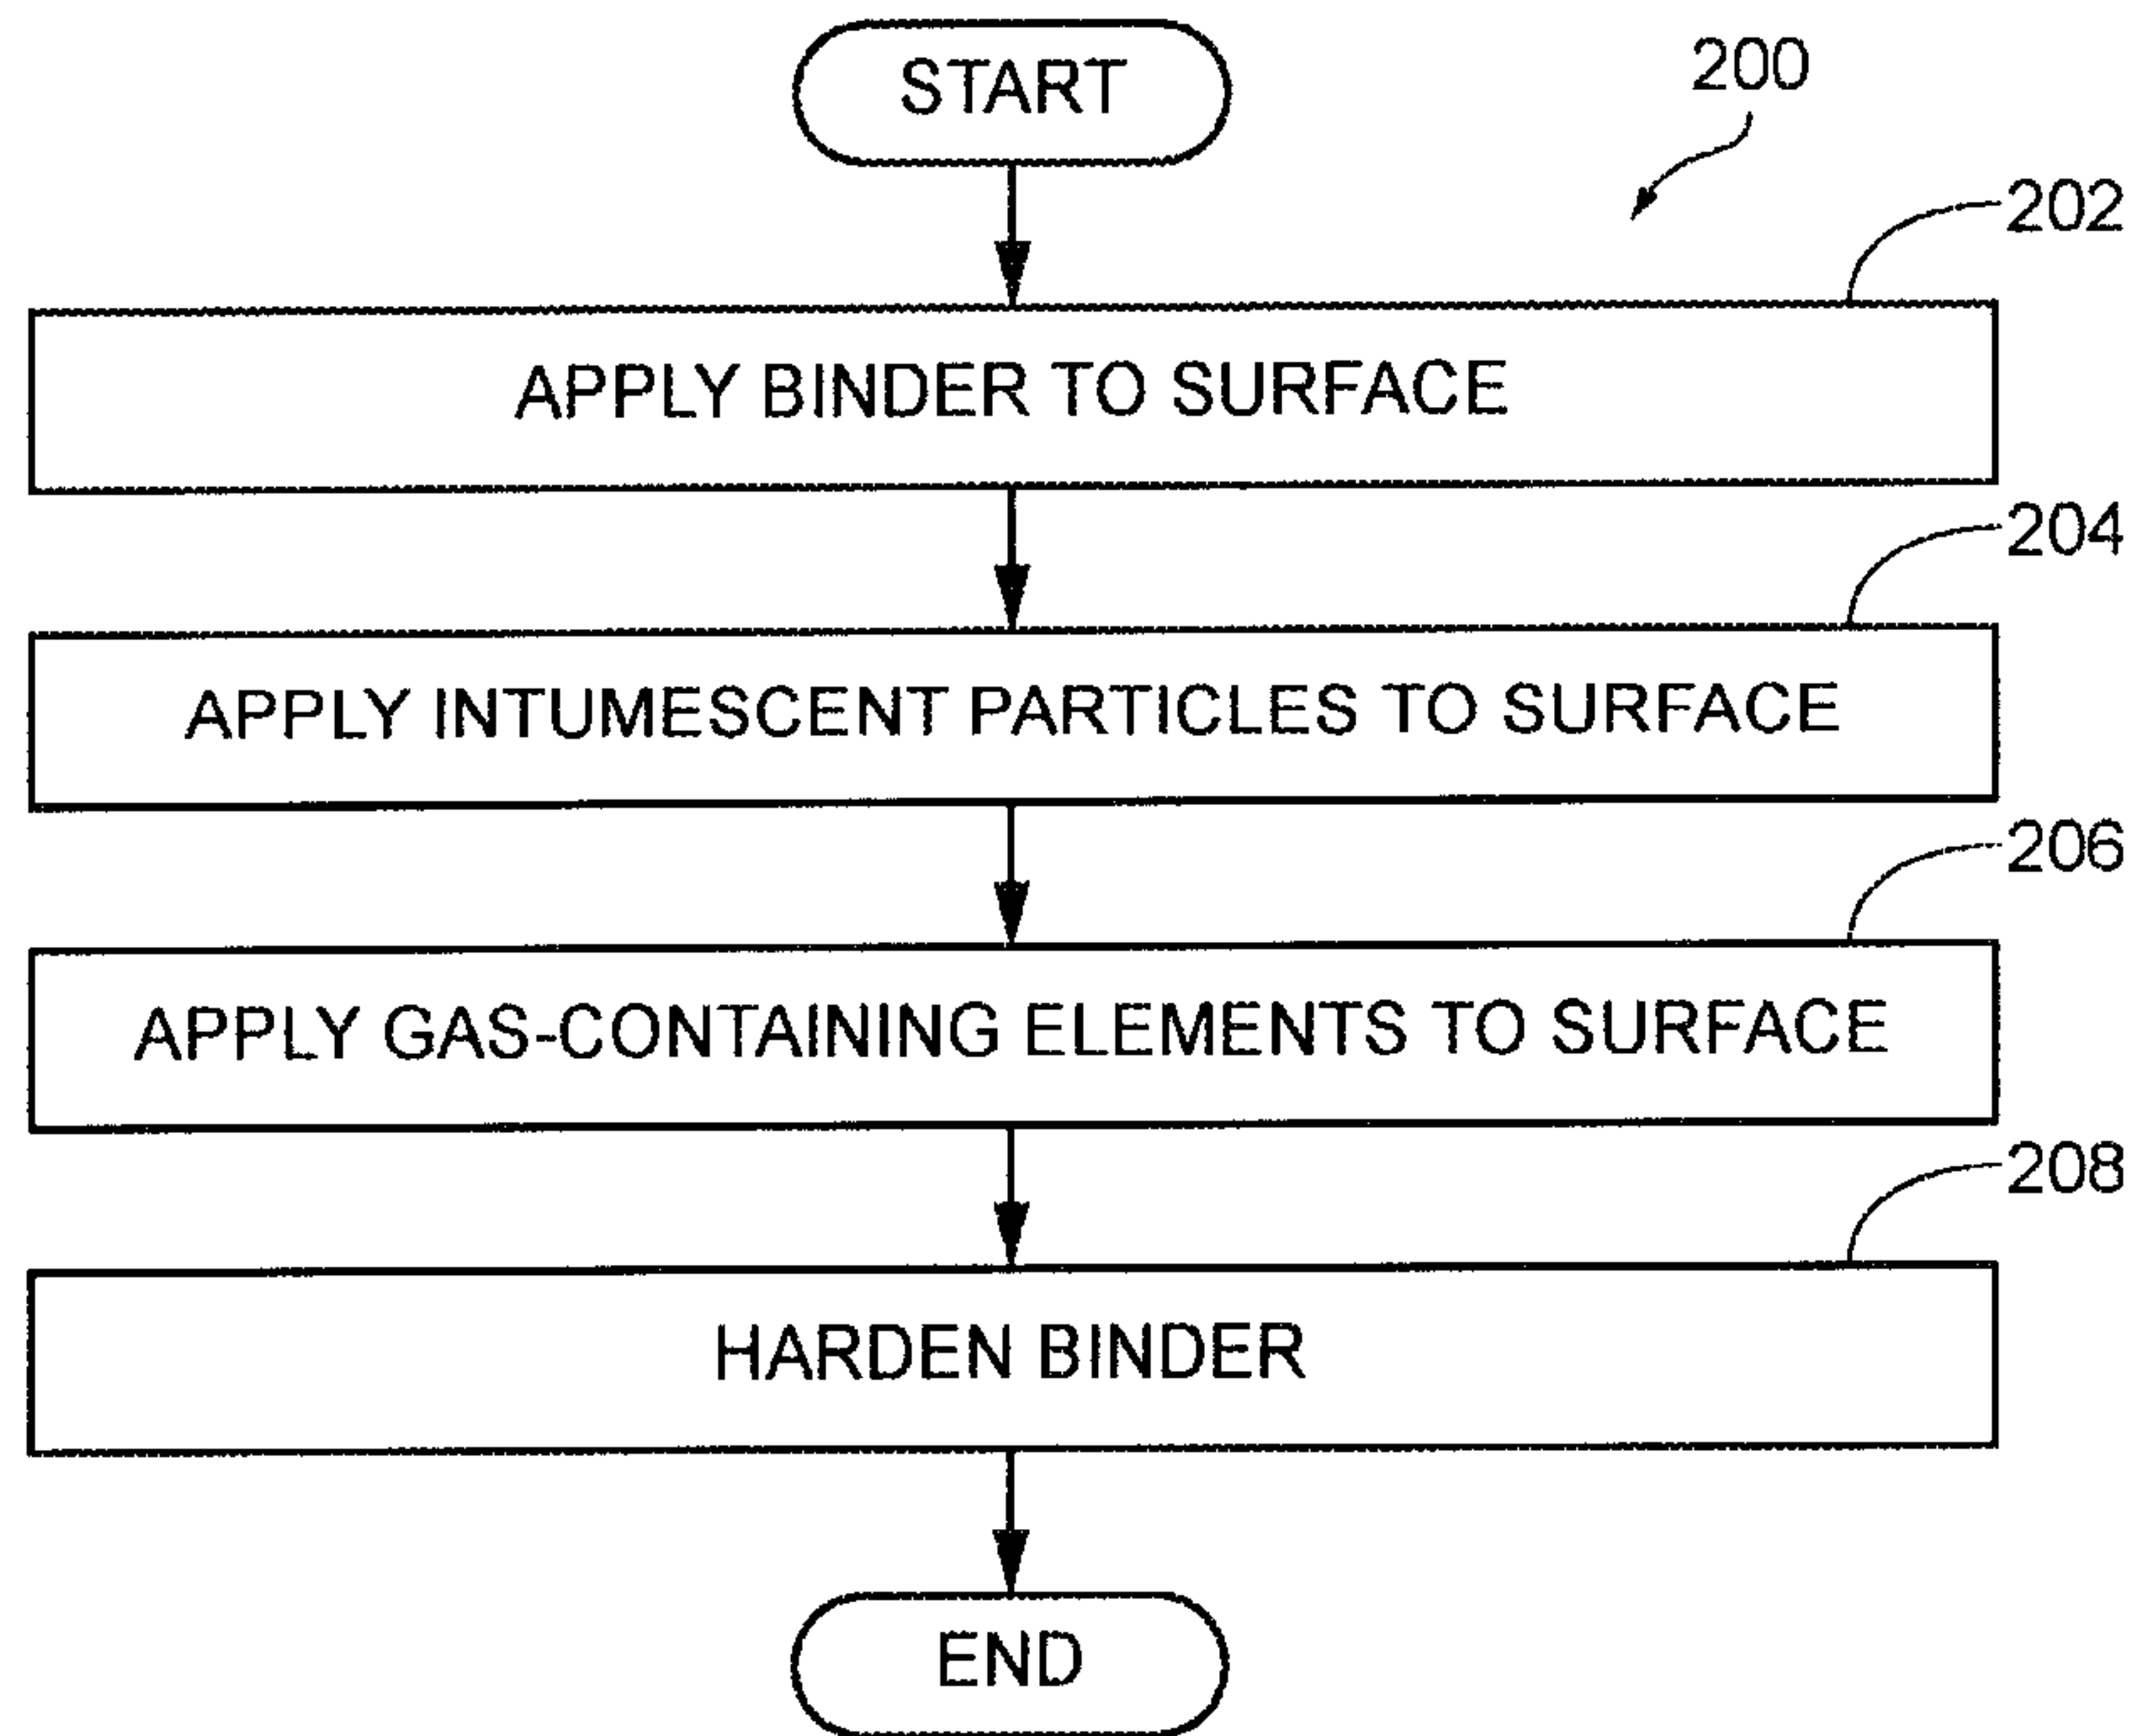 START
200
202
APPLY BINDER TO SURFACE
204
APPLY INTUMESCENT PARTICLES TO SURFACE
206
APPLY GAS-CONTAINING ELEMENTS TO SURFACE
208
HARDEN BINDER
END